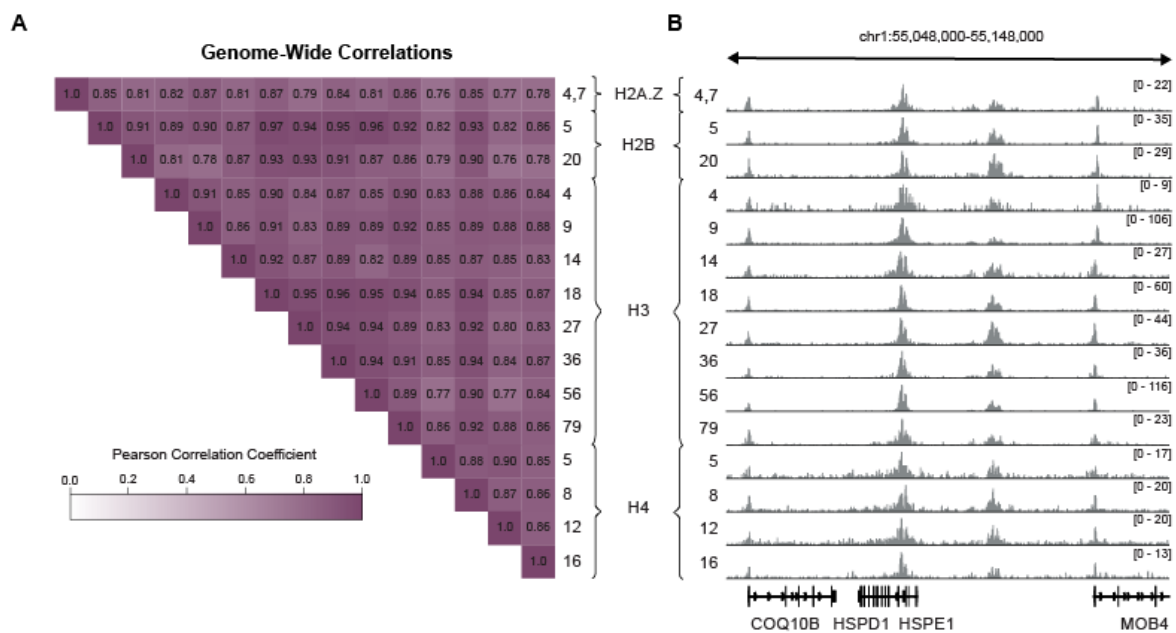 A
Genome-Wide Correlations
1.0 0.85 0.81 0.82 0.87 0.81 0.87 0.79 0.84 0.81 0.86 0.76 0.85 0.77 0.78 4,7 H2A.Z
1.0 0.91 0.89 0.90 0.87 0.97 0.94 0.95 0.96 0.92 0.82 0.93 0.82 0.86 5
H2B
1.0 0.81 0.78 0.87 0.93 0.93 0.91 0.87 0.86 0.79 0.90 0.76 0.78 20
1.0 0.91 0.85 0.90 0.84 0.87 0.85 0.90 0.83 0.88 0.86 0.84 4
1.0 0.86 0.91 0.83 0.89 0.89 0.92 0.85 0.89 0.88 0.88 9
1.0 0.92 0.87 0.89 0.82 0.89 0.85 0.87 0.85 0.83 14
1.0 0.95 0.96 0.95 0.94 0.85 0.94 0.85 0.87 18
H3
1.0 0.94 0.94 0.89 0.83 0.92 0.80 0.83 27
1.0 0.94 0.91 0.85 0.94 0.84 0.87 36
1.0 0.89 0.77 0.90 0.77 0.84 56
1.0 0.86 0.92 0.88 0.86 79
1.0 0.88 0.90 0.85 5
1.0 0.87 0.86 8
H4
1.0 0.86 12
1.0 16
Pearson Correlation Coefficient
0.0 0.2 0.4 0.6 0.8 1.0
B
chr1:55,048,000-55,148,000
4,7 [0 - 22]
5 [0 - 35]
20 [0 - 29]
4 [0 - 9]
9 [0 - 106]
14 [0 - 27]
18 [0 - 60]
27 [0 - 44]
36 [0 - 36]
56 [0 - 116]
79 [0 - 23]
5 [0 - 17]
8 [0 - 20]
12 [0 - 20]
16 [0 - 13]
COQ10B HSPD1 HSPE1 MOB4